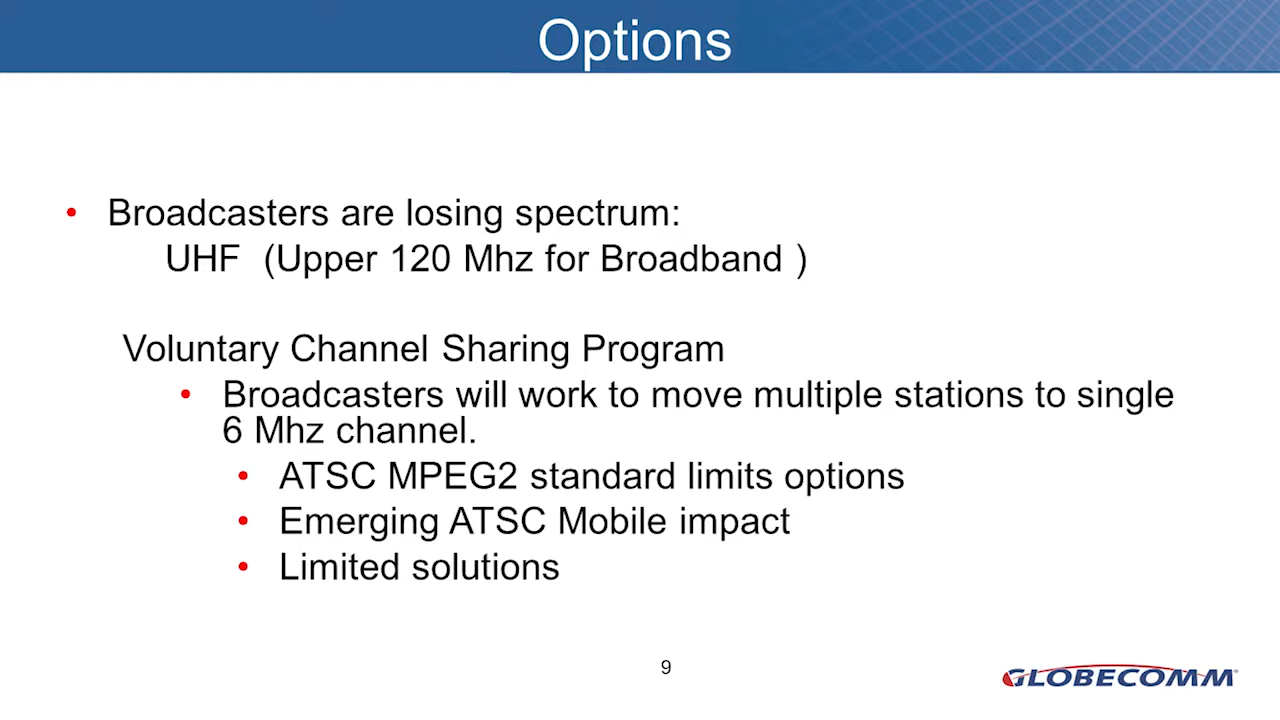 Options
• Broadcasters are losing spectrum:
UHF (Upper 120 Mhz for Broadband )
Voluntary Channel Sharing Program
• Broadcasters will work to move multiple stations to single
6 Mhz channel.
• ATSC MPEG2 standard limits options
• Emerging ATSC Mobile impact
• Limited solutions
9
GLOBECOMM